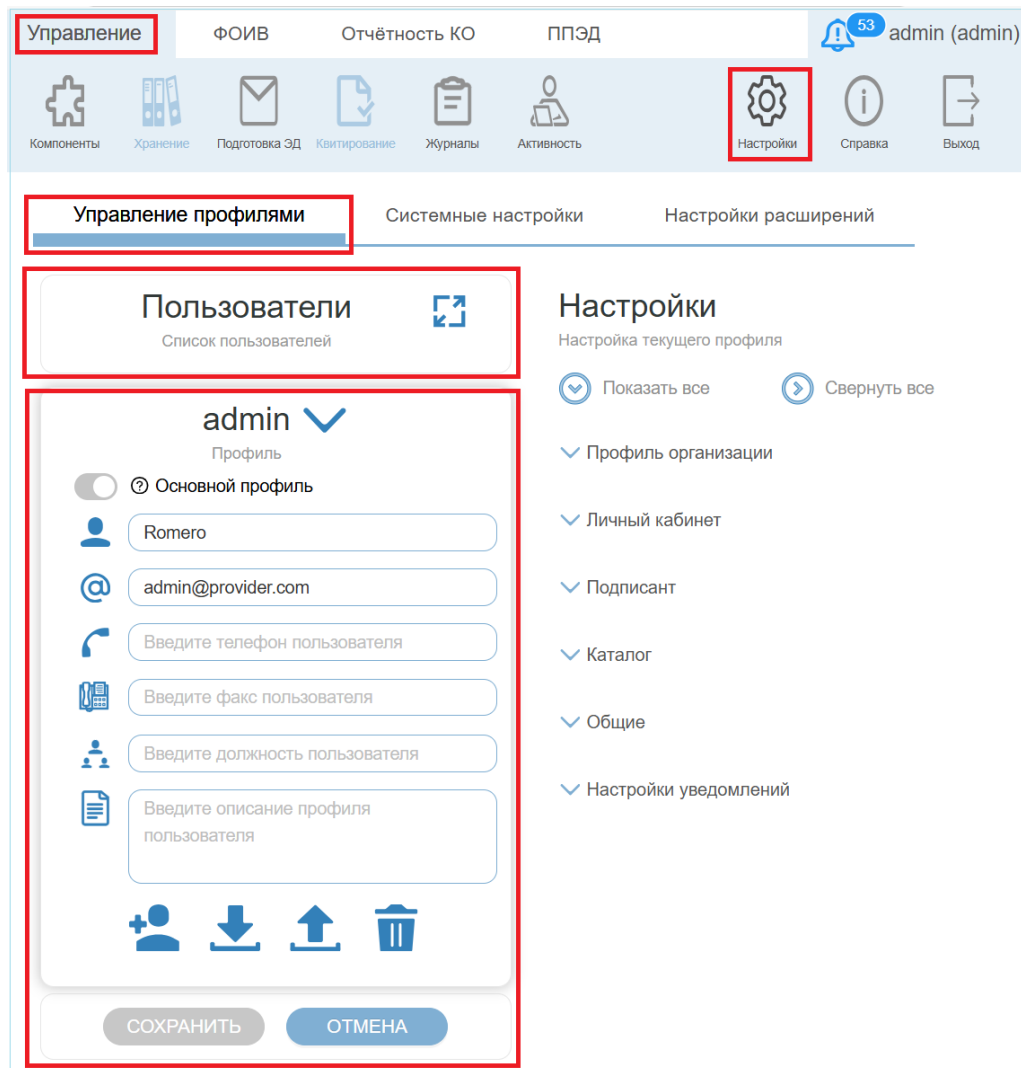 Управление
ФОИВ
Отчётность КО
ППЭД
53
admin (admin)
Компоненты
Хранение
Подготовка ЭД
Квитирование
Журналы
Активность
Настройки
Справка
Выход
Управление профилями
Системные настройки
Настройки расширений
Пользователи
Список пользователей
admin
Профиль
Основной профиль
Romero
admin@provider.com
Введите телефон пользователя
Введите факс пользователя
Введите должность пользователя
Введите описание профиля
пользователя
СОХРАНИТЬ
ОТМЕНА
Настройки
Настройка текущего профиля
Показать все
Свернуть все
Профиль организации
Личный кабинет
Подписант
Каталог
Общие
Настройки уведомлений